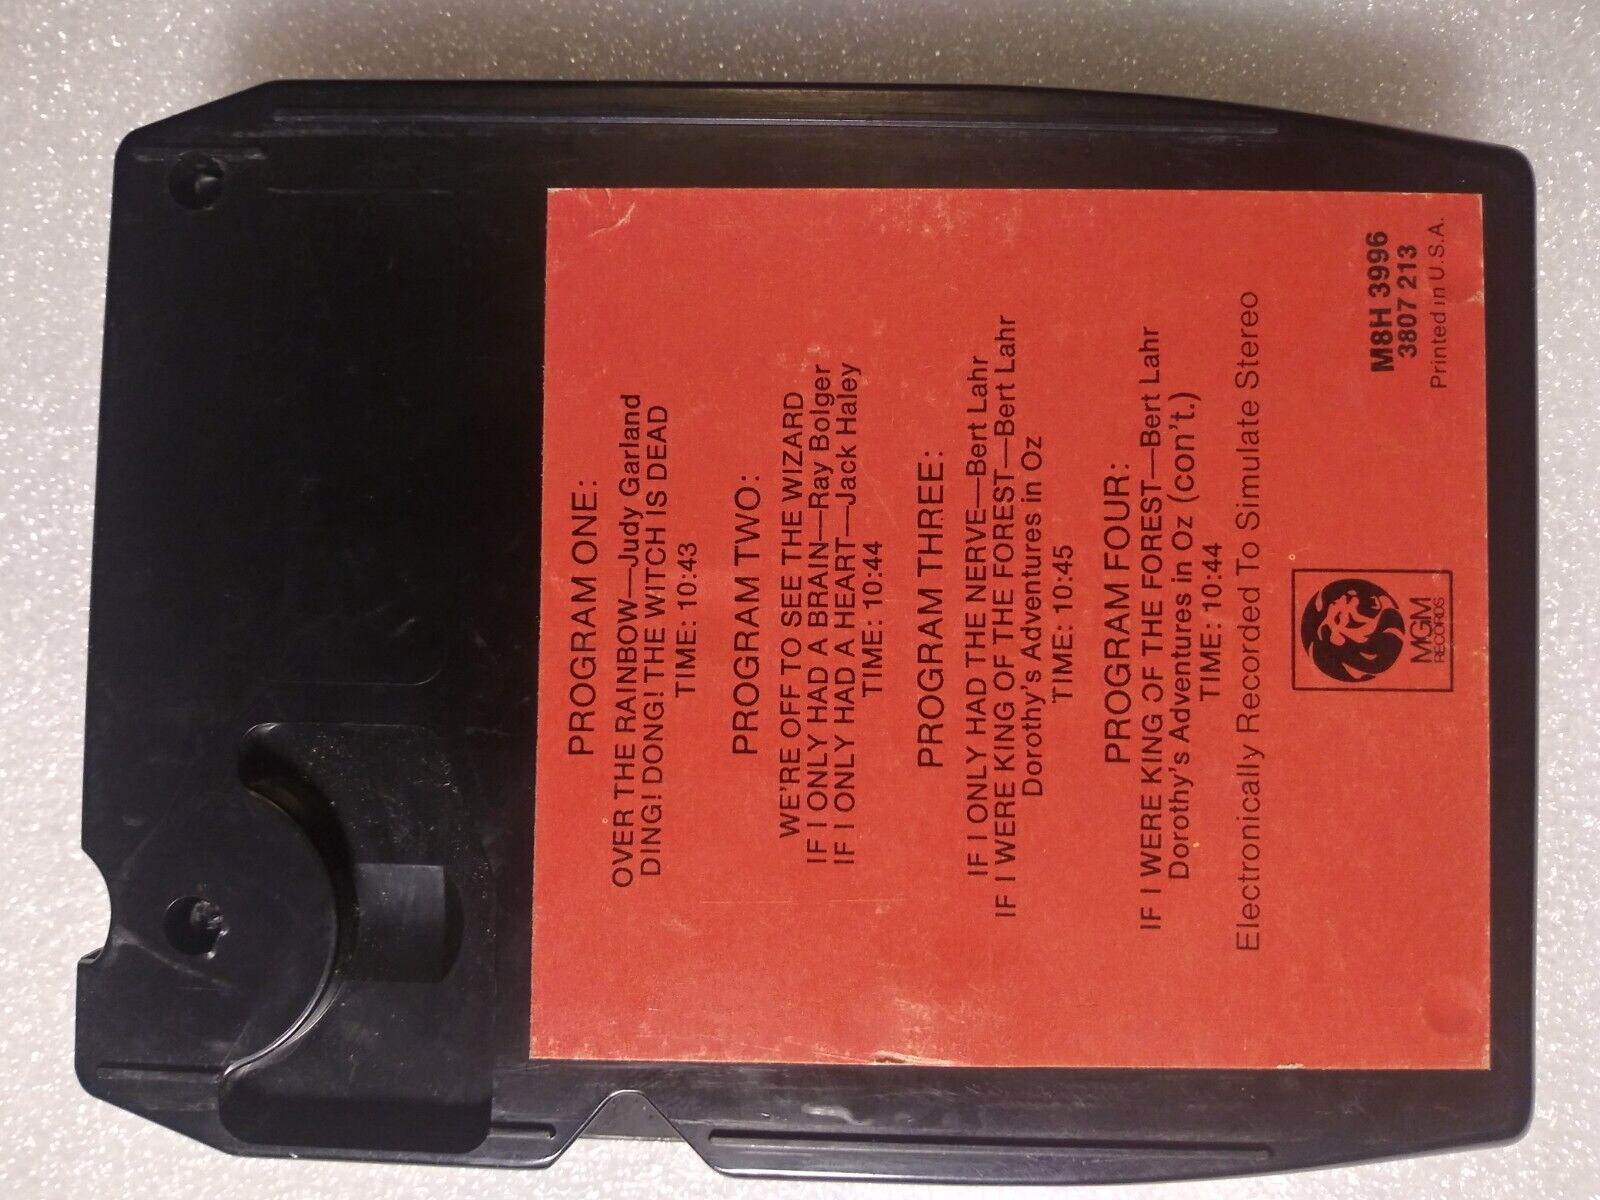 PROGRAM ONE:
OVER THE RAINBOW—Judy Garland
DING! DONG! THE WITCH IS DEAD
TIME: 10:43
PROGRAM TWO:
WE'RE OFF TO SEE THE WIZARD
IF I ONLY HAD A BRAIN—Ray Bolger
IF I ONLY HAD A HEART—Jack Haley
TIME: 10:44
PROGRAM THREE:
IF I ONLY HAD THE NERVE—Bert Lahr
IF I WERE KING OF THE FOREST—Bert Lahr
Dorothy's Adventures in Oz
TIME: 10:45
PROGRAM FOUR:
IF I WERE KING OF THE FOREST—Bert Lahr
Dorothy's Adventures in Oz (con't.)
TIME: 10:44
Electronically Recorded To Simulate Stereo
MGM
RECORDS
M8H 3996
3807 213
Printed in U.S.A.